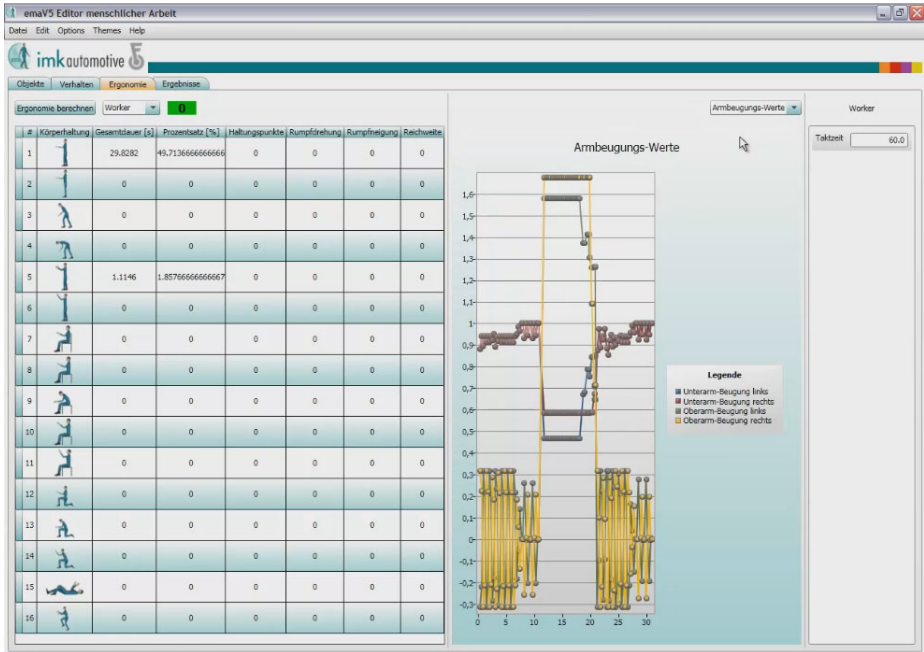 emaV5 Editor menschlicher Arbeit
Datei Edit Options Themes Help
imk automotive
Objekte Verhalten Ergonomie Ergebnisse
Ergonomie berechnen Worker 0 Armbeugungs-Werte Worker
# Körperhaltung Gesamtdauer [s] Prozentsatz [%] Haltungspunkte Rumpfdrehung Rumpfneigung Reichweite
Taktzeit 60.0
Armbeugungs-Werte
1 29.8282 49.7136666666666 0 0 0 0
2 0 0 0 0 0 0
3 0 0 0 0 0 0
4 0 0 0 0 0 0
5 1.1146 1.85766666666667 0 0 0 0
6 0 0 0 0 0 0
7 0 0 0 0 0 0
8 0 0 0 0 0 0
9 0 0 0 0 0 0
10 0 0 0 0 0 0
11 0 0 0 0 0 0
12 0 0 0 0 0 0
13 0 0 0 0 0 0
14 0 0 0 0 0 0
15 0 0 0 0 0 0
16 0 0 0 0 0 0
1,6
1,5
1,4
1,3
1,2
1,1
1
0,9
0,8
0,7
0,6
0,5
0,4
0,3
0,2
0,1
0
-0,1
-0,2
-0,3
0 5 10 15 20 25 30
Legende
Unterarm-Beugung links
Unterarm-Beugung rechts
Oberarm-Beugung links
Oberarm-Beugung rechts